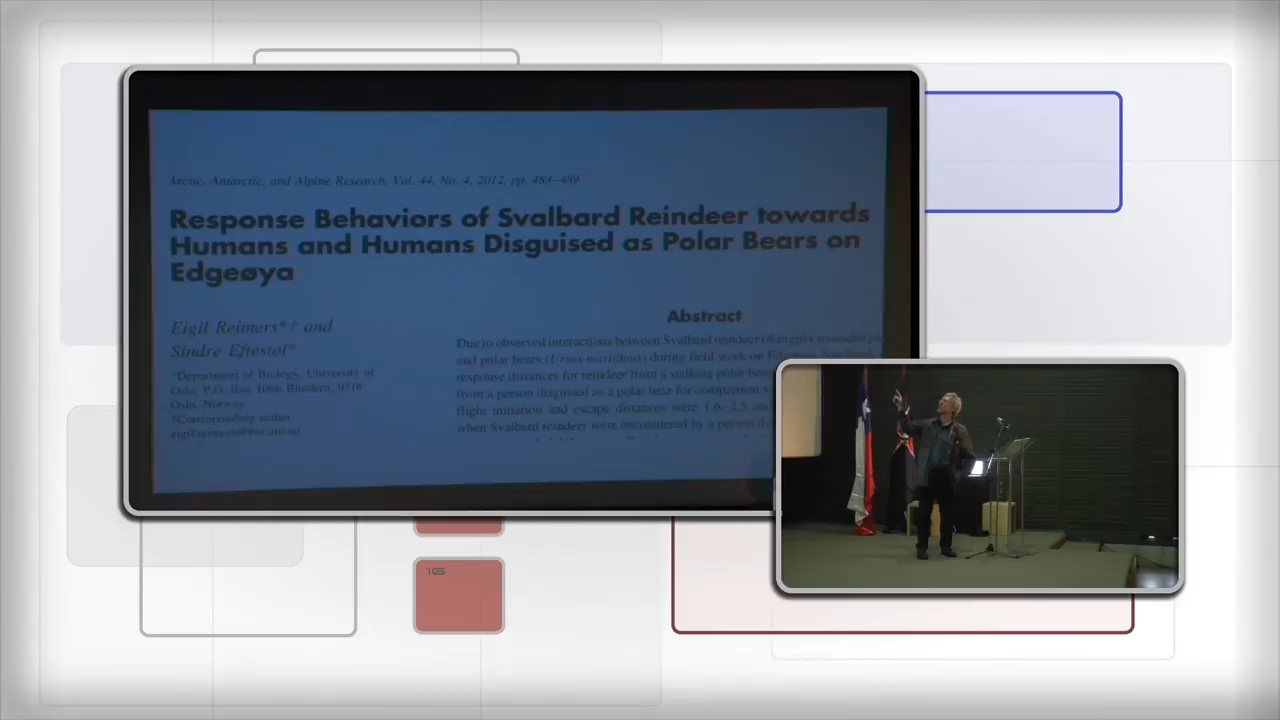 Arctic, Antarctic, and Alpine Research, Vol. 44, No. 4, 2012, pp. 483–489
Response Behaviors of Svalbard Reindeer towards
Humans and Humans Disguised as Polar Bears on
Edgeøya
Eigil Reimers*† and
Sindre Eftestøl*
*Department of Biology, University of
Oslo, P.O. Box 1066 Blindern, 0316
Oslo, Norway
†Corresponding author
Abstract
Due to observed interactions between Svalbard reindeer (Rangifer tarandus
and polar bears (Ursus maritimus) during field work on
response distances for reindeer from a stalking polar
from a person disguised as a polar bear for comparison
flight initiation and escape distances were 1.6, 2.5 and
when Svalbard reindeer were encountered by a person